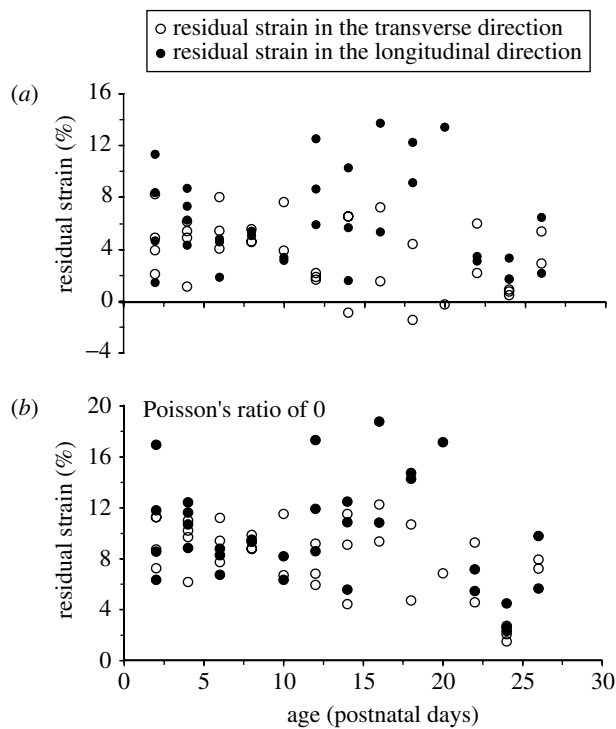 ○ residual strain in the transverse direction
● residual strain in the longitudinal direction
(a)
16
12
8
4
0
−4
residual strain (%)
(b)
Poisson's ratio of 0
20
16
12
8
4
0
residual strain (%)
0 5 10 15 20 25 30
age (postnatal days)